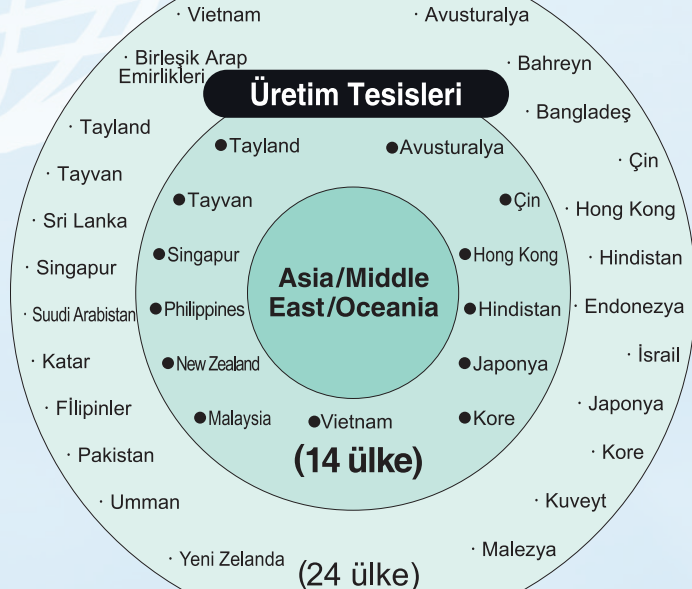 · Vietnam
· Avusturalya
· Birleşik Arap
Emirlikleri
· Bahreyn
Üretim Tesisleri
· Bangladeş
· Tayland
● Tayland
● Avusturalya
· Çin
· Tayvan
● Tayvan
● Çin
· Hong Kong
· Sri Lanka
● Singapur
Asia/Middle
East/Oceania
● Hong Kong
· Hindistan
· Singapur
● Philippines
● Hindistan
· Endonezya
· Suudi Arabistan
● New Zealand
● Japonya
· İsrail
· Katar
● Malaysia
● Vietnam
● Kore
· Japonya
· Fİlipinler
(14 ülke)
· Kore
· Pakistan
· Kuveyt
· Umman
· Malezya
· Yeni Zelanda
(24 ülke)